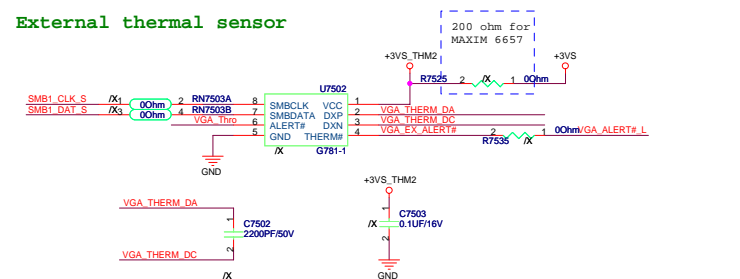 External thermal sensor
200 ohm for
MAXIM 6657
+3VS_THM2
+3VS
R7525 2 /X 1 0Ohm
U7502
SMB1_CLK_S /X 1 0Ohm 2 RN7503A 8 SMBCLK VCC 1
SMB1_DAT_S /X 3 0Ohm 4 RN7503B 7 SMBDATA DXP 2 VGA_THERM_DA
VGA_Thro 6 ALERT# DXN 3 VGA_THERM_DC
5 GND THERM# 4 VGA_EX_ALERT# 2 1 0Ohm VGA_ALERT#_L
R7535 /X
/X G781-1
GND
+3VS_THM2
VGA_THERM_DA
1
C7502
2200PF/50V
2
VGA_THERM_DC
/X
1
C7503
/X 0.1UF/16V
2
GND